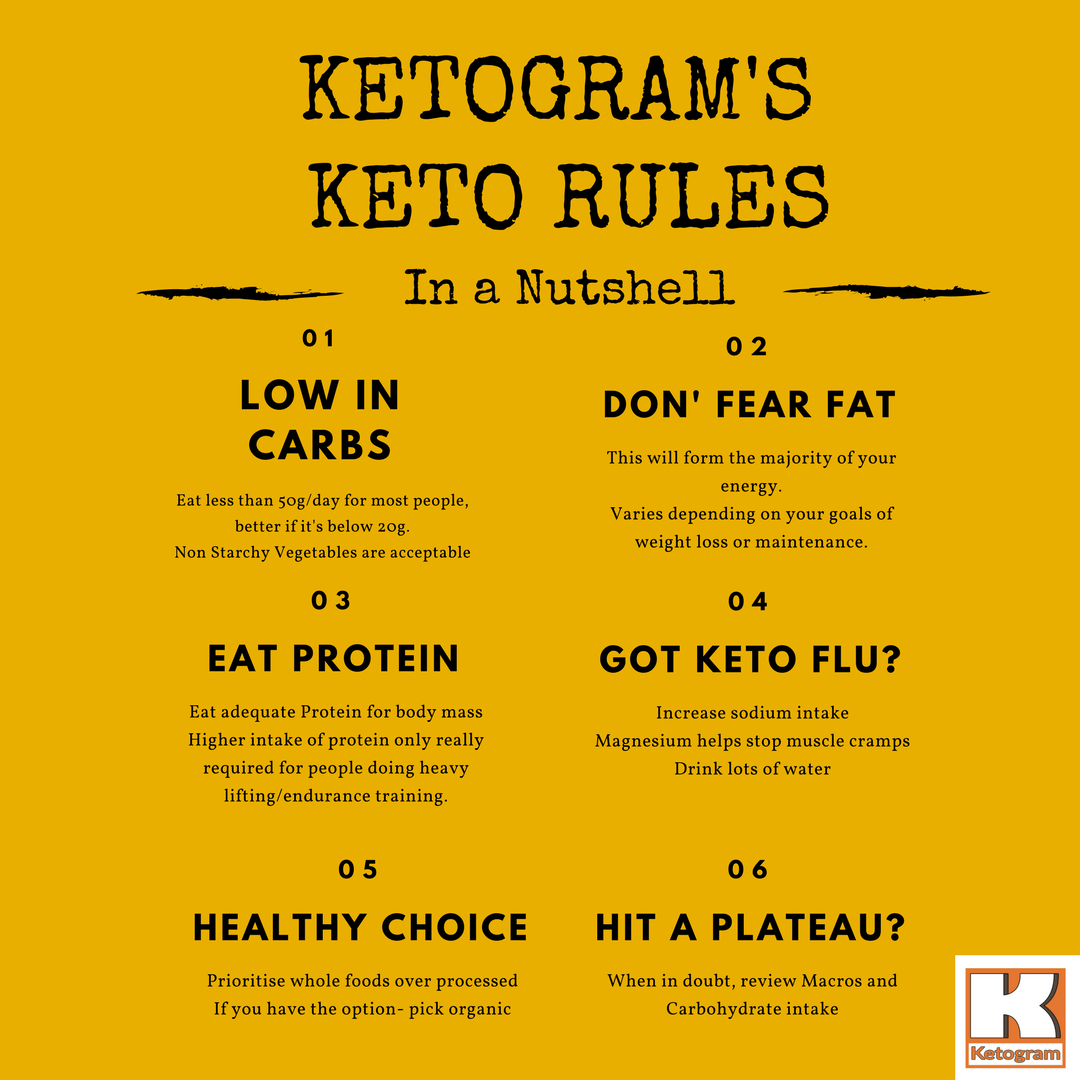 KETOGRAM'S
KETO RULES
In a Nutshell
01
LOW IN
CARBS
Eat less than 50g/day for most people,
better if it's below 20g.
Non Starchy Vegetables are acceptable
02
DON' FEAR FAT
This will form the majority of your
energy.
Varies depending on your goals of
weight loss or maintenance.
03
EAT PROTEIN
Eat adequate Protein for body mass
Higher intake of protein only really
required for people doing heavy
lifting/endurance training.
04
GOT KETO FLU?
Increase sodium intake
Magnesium helps stop muscle cramps
Drink lots of water
05
HEALTHY CHOICE
Prioritise whole foods over processed
If you have the option- pick organic
06
HIT A PLATEAU?
When in doubt, review Macros and
Carbohydrate intake
K
Ketogram